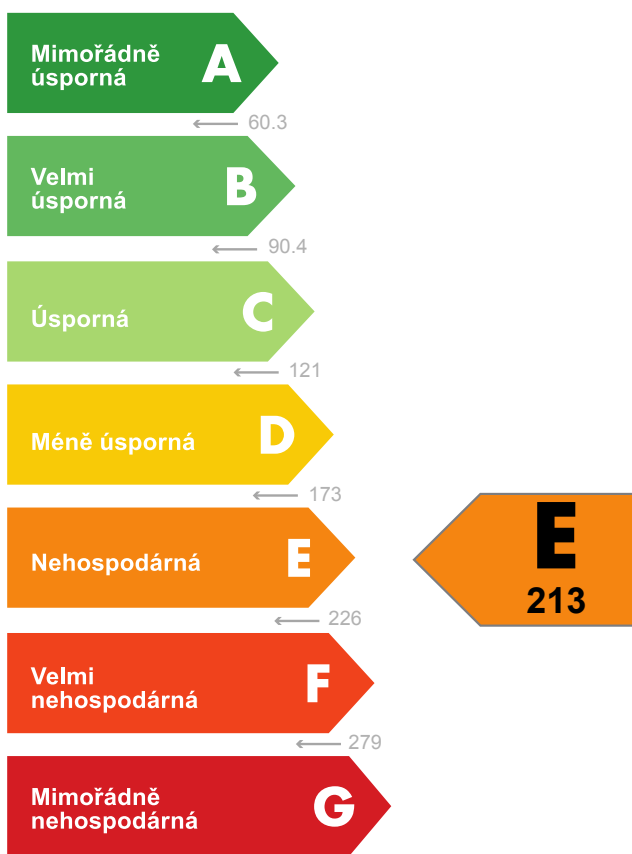 Mimořádně
úsporná
A
← 60.3
Velmi
úsporná
B
← 90.4
Úsporná
C
← 121
Méně úsporná
D
← 173
Nehospodárná
E
E
213
← 226
Velmi
nehospodárná
F
← 279
Mimořádně
nehospodárná
G